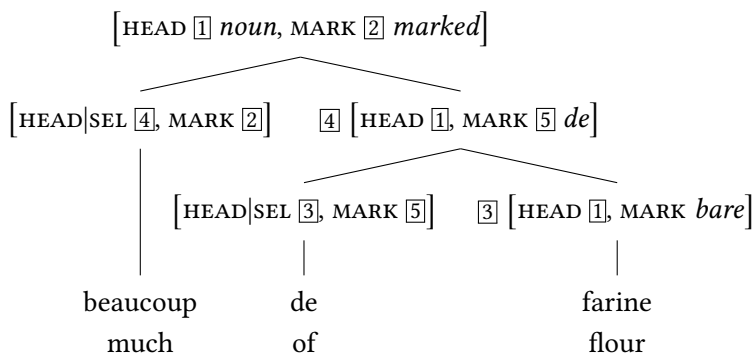 [HEAD 1 noun, MARK 2 marked]
[HEAD|SEL 4, MARK 2] 4 [HEAD 1, MARK 5 de]
[HEAD|SEL 3, MARK 5] 3 [HEAD 1, MARK bare]
beaucoup de farine
much of flour